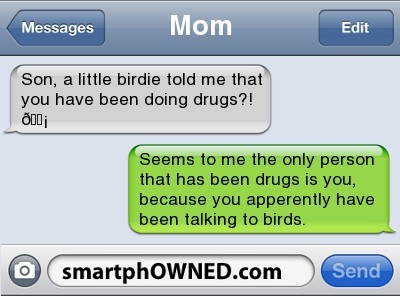 Messages
Mom
Edit
Son, a little birdie told me that
you have been doing drugs?!
ð¡
Seems to me the only person
that has been drugs is you,
because you apperently have
been talking to birds.
smartphOWNED.com
Send